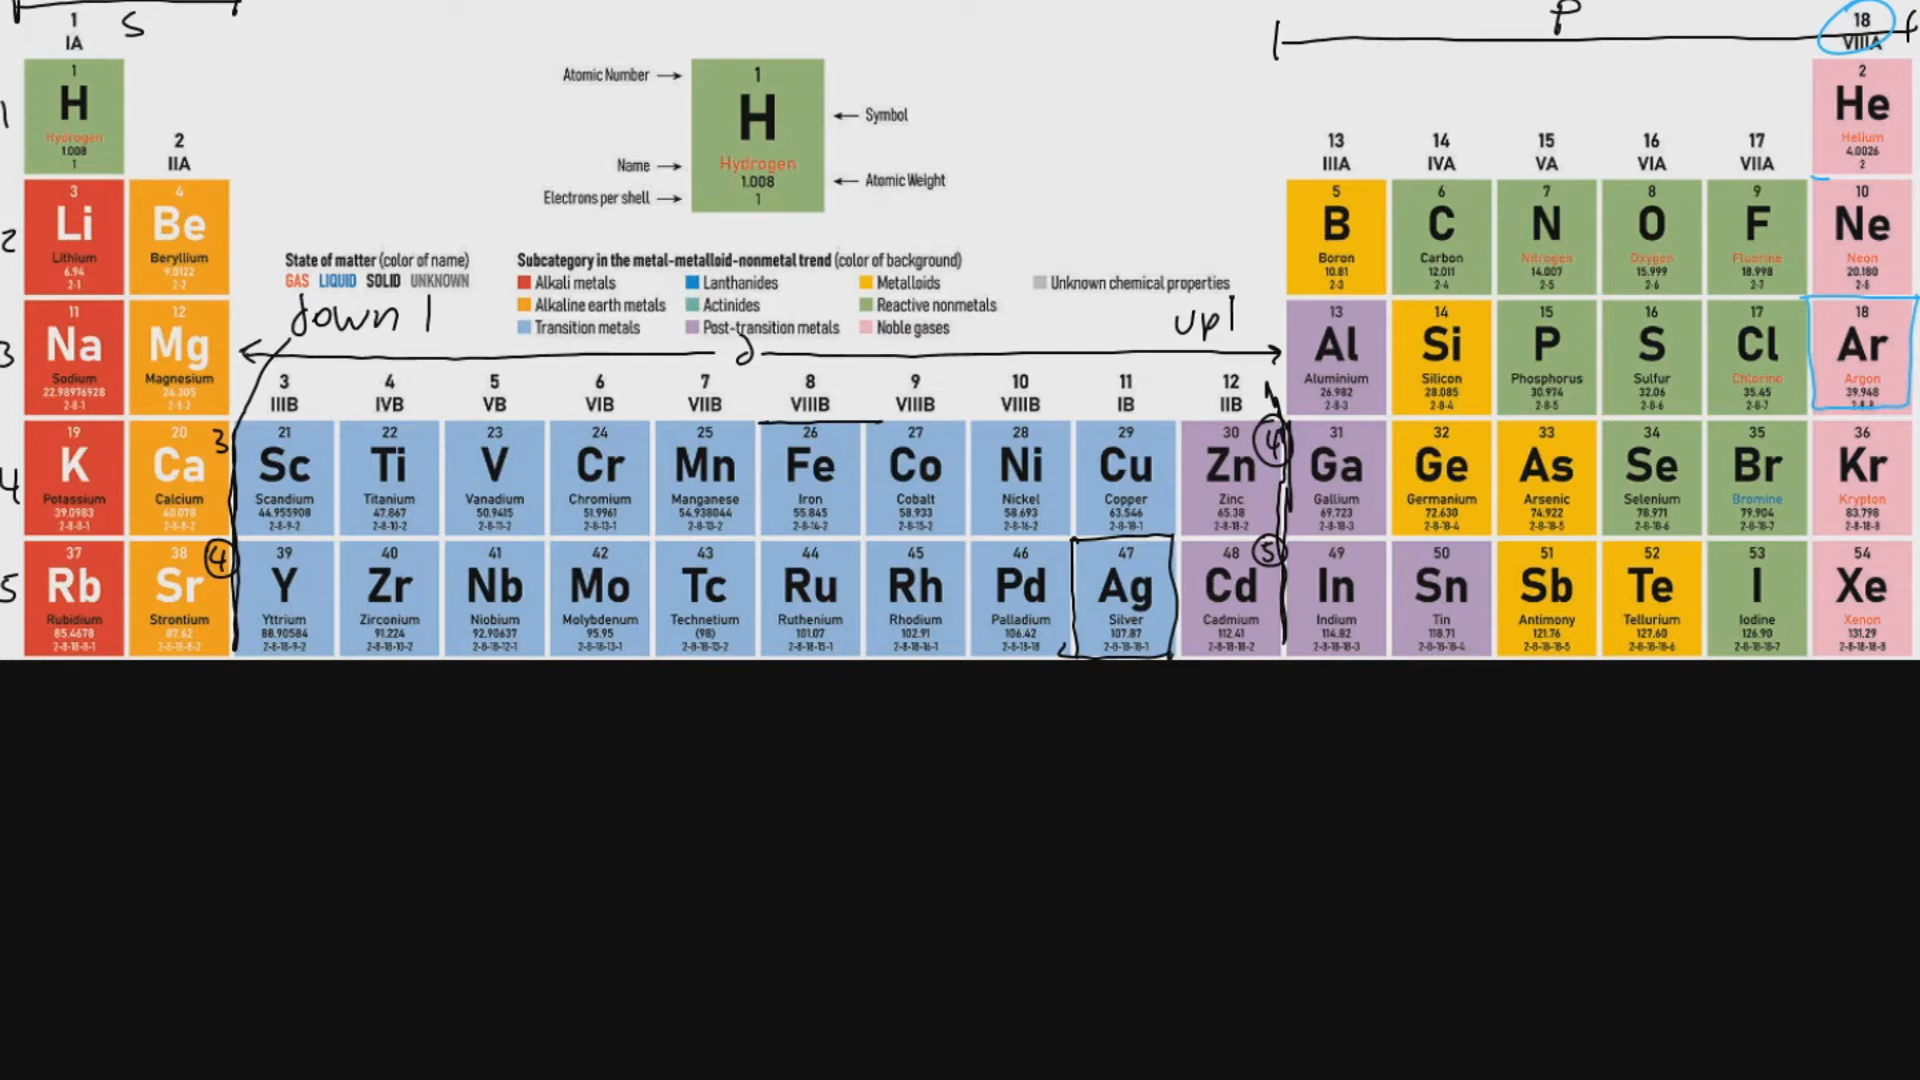 S
P
1
IA
18
VIIIA
1
H
Hydrogen
1.008
1
2
IIA
Atomic Number
Name
Electrons per shell
1
H
Hydrogen
1.008
1
Symbol
Atomic Weight
13 14 15 16 17
IIIA IVA VA VIA VIIA
2
He
Helium
4.0026
2
State of matter (color of name)
GAS LIQUID SOLID UNKNOWN
Subcategory in the metal-metalloid-nonmetal trend (color of background)
Alkali metals Lanthanides Metalloids Unknown chemical properties
Alkaline earth metals Actinides Reactive nonmetals
Transition metals Post-transition metals Noble gases
down 1
up 1
d
1
2
3
4
5
3 4 5 6 7 8 9 10 11 12
IIIB IVB VB VIB VIIB VIIIB VIIIB VIIIB IB IIB
3 4 5 6 7 8 9 10
Li Be B C N O F Ne
Lithium Beryllium Boron Carbon Nitrogen Oxygen Fluorine Neon
6.94 9.0122 10.81 12.011 14.007 15.999 18.998 20.180
2-1 2-2 2-3 2-4 2-5 2-6 2-7 2-8
11 12 13 14 15 16 17 18
Na Mg Al Si P S Cl Ar
Sodium Magnesium Aluminium Silicon Phosphorus Sulfur Chlorine Argon
22.98976928 24.305 26.982 28.085 30.974 32.06 35.45 39.948
2-8-1 2-8-2 2-8-3 2-8-4 2-8-5 2-8-6 2-8-7 2-8-8
3
4
19 20 21 22 23 24 25 26 27 28 29 30 31 32 33 34 35 36
K Ca Sc Ti V Cr Mn Fe Co Ni Cu Zn Ga Ge As Se Br Kr
Potassium Calcium Scandium Titanium Vanadium Chromium Manganese Iron Cobalt Nickel Copper Zinc Gallium Germanium Arsenic Selenium Bromine Krypton
39.0983 40.078 44.955908 47.867 50.9415 51.9961 54.938044 55.845 58.933 58.693 63.546 65.38 69.723 72.630 74.922 78.971 79.904 83.798
2-8-8-1 2-8-8-2 2-8-9-2 2-8-10-2 2-8-11-2 2-8-13-1 2-8-13-2 2-8-14-2 2-8-15-2 2-8-16-2 2-8-18-1 2-8-18-2 2-8-18-3 2-8-18-4 2-8-18-5 2-8-18-6 2-8-18-7 2-8-18-8
4
5
37 38 39 40 41 42 43 44 45 46 47 48 49 50 51 52 53 54
Rb Sr Y Zr Nb Mo Tc Ru Rh Pd Ag Cd In Sn Sb Te I Xe
Rubidium Strontium Yttrium Zirconium Niobium Molybdenum Technetium Ruthenium Rhodium Palladium Silver Cadmium Indium Tin Antimony Tellurium Iodine Xenon
85.4678 87.62 88.90584 91.224 92.90637 95.95 (98) 101.07 102.91 106.42 107.87 112.41 114.82 118.71 121.76 127.60 126.90 131.29
2-8-18-8-1 2-8-18-8-2 2-8-18-9-2 2-8-18-10-2 2-8-18-12-1 2-8-18-13-1 2-8-18-13-2 2-8-18-15-1 2-8-18-16-1 2-8-18-18 2-8-18-18-1 2-8-18-18-2 2-8-18-18-3 2-8-18-18-4 2-8-18-18-5 2-8-18-18-6 2-8-18-18-7 2-8-18-18-8